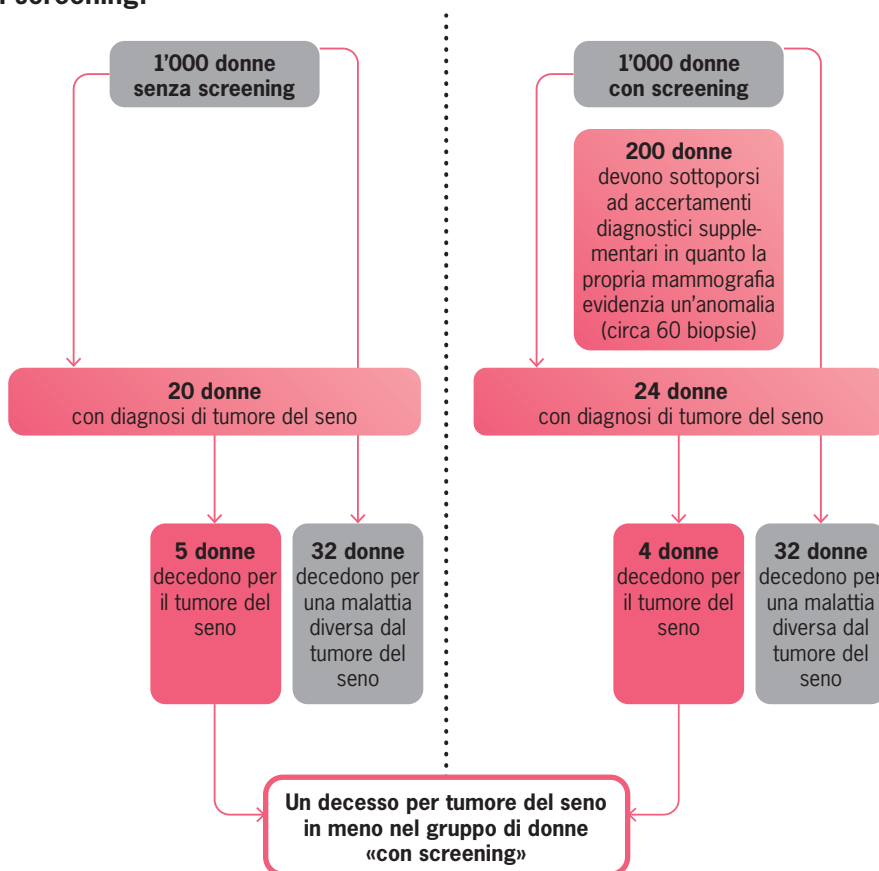 screening.
1’000 donne
senza screening
1’000 donne
con screening
200 donne
devono sottoporsi
ad accertamenti
diagnostici supple-
mentari in quanto la
propria mammografia
evidenzia un’anomalia
(circa 60 biopsie)
20 donne
con diagnosi di tumore del seno
24 donne
con diagnosi di tumore del seno
5 donne
decedono per
il tumore del
seno
32 donne
decedono per
una malattia
diversa dal
tumore del
seno
4 donne
decedono per
il tumore del
seno
32 donne
decedono per
una malattia
diversa dal
tumore del
seno
Un decesso per tumore del seno
in meno nel gruppo di donne
«con screening»